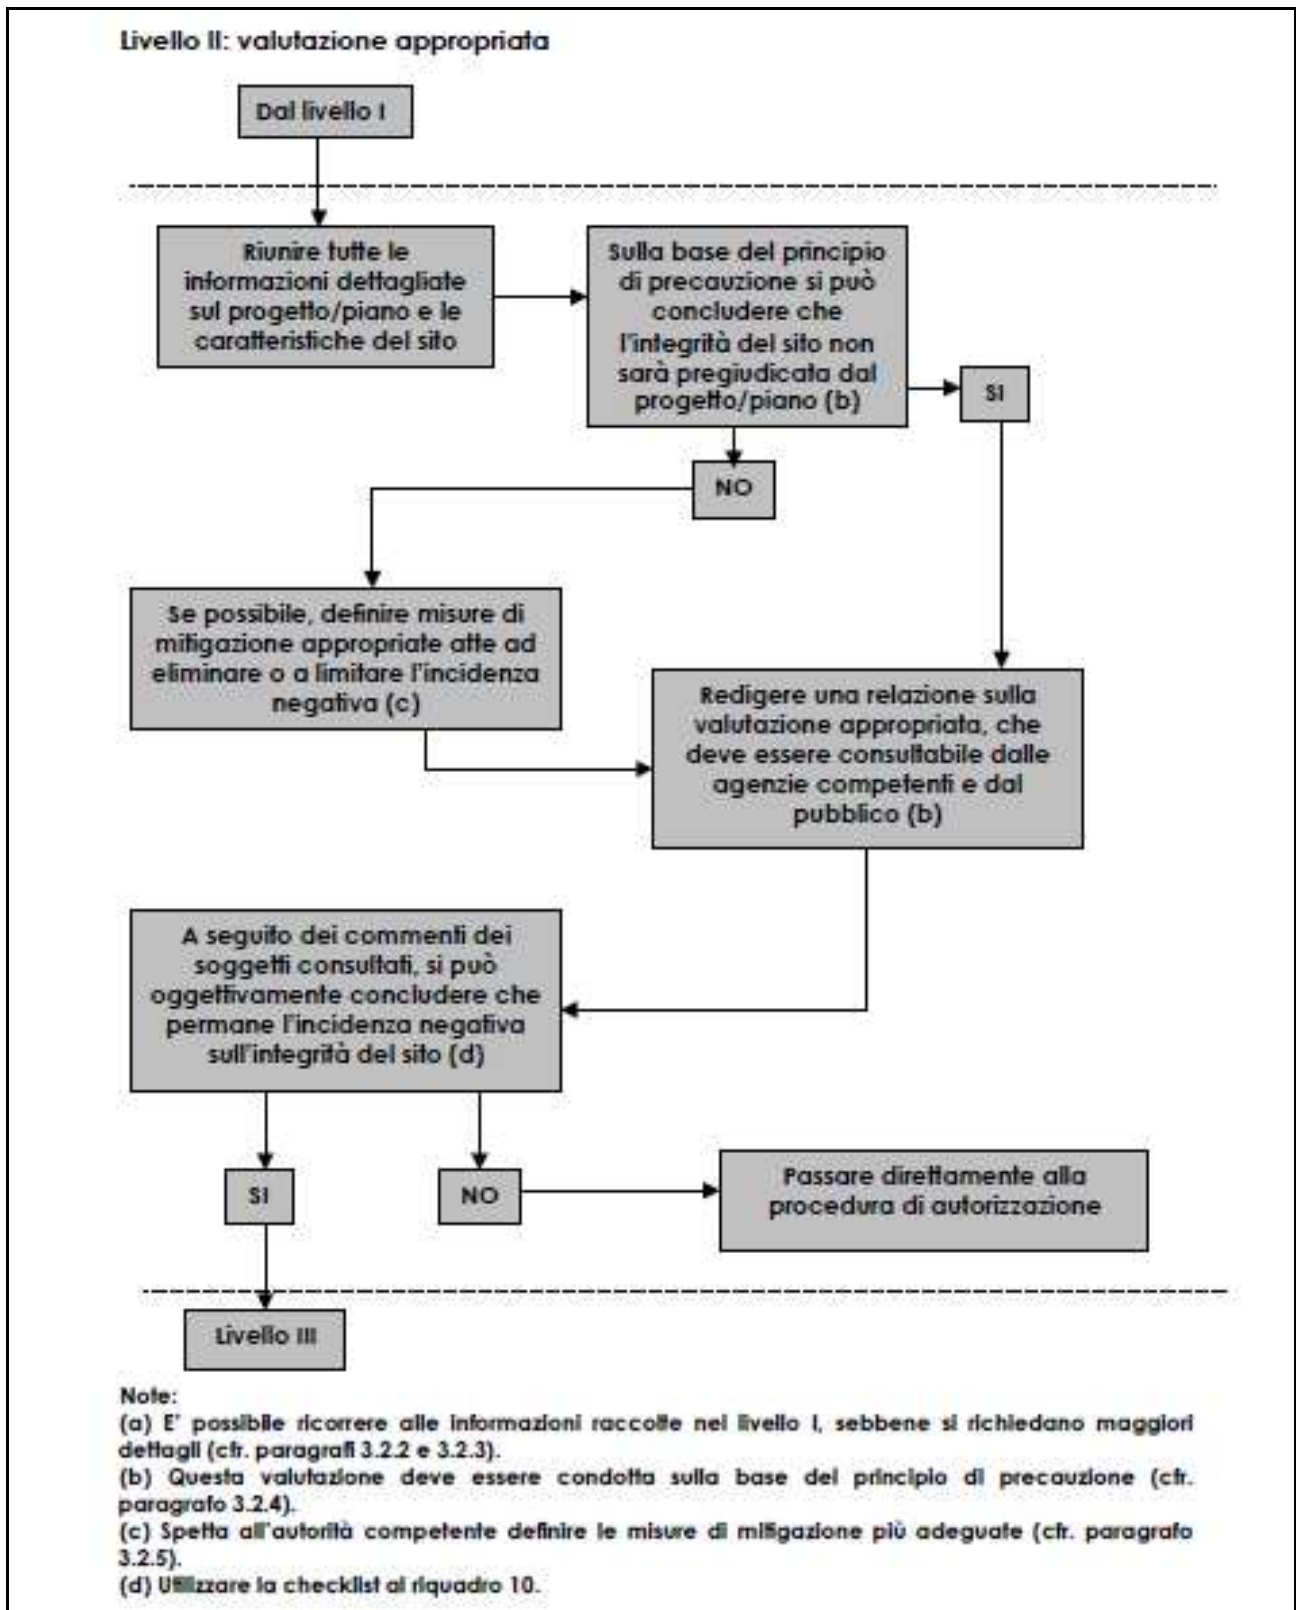 Livello II: valutazione appropriata
Dal livello I
Riunire tutte le
informazioni dettagliate
sul progetto/piano e le
caratteristiche del sito
Sulla base del principio
di precauzione si può
concludere che
l'integrità del sito non
sarà pregiudicata dal
progetto/piano (b)
SI
NO
Se possibile, definire misure di
mitigazione appropriate atte ad
eliminare o a limitare l'incidenza
negativa (c)
Redigere una relazione sulla
valutazione appropriata, che
deve essere consultabile dalle
agenzie competenti e dal
pubblico (b)
A seguito dei commenti dei
soggetti consultati, si può
oggettivamente concludere che
permane l'incidenza negativa
sull'integrità del sito (d)
SI
NO
Passare direttamente alla
procedura di autorizzazione
Livello III
Note:
(a) E' possibile ricorrere alle informazioni raccolte nel livello I, sebbene si richiedano maggiori
dettagli (cfr. paragrafi 3.2.2 e 3.2.3).
(b) Questa valutazione deve essere condotta sulla base del principio di precauzione (cfr.
paragrafo 3.2.4).
(c) Spetta all'autorità competente definire le misure di mitigazione più adeguate (cfr. paragrafo
3.2.5).
(d) Utilizzare la checklist al riquadro 10.